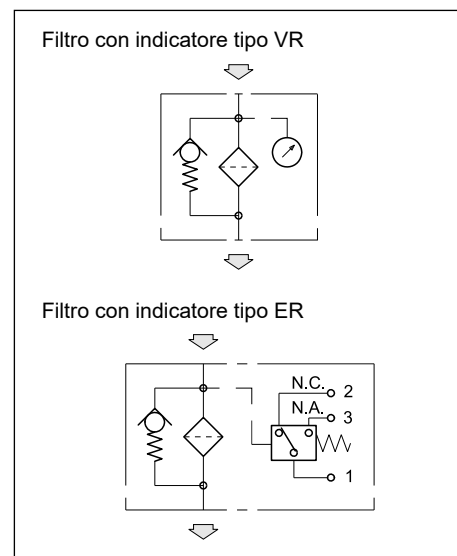 Filtro con indicatore tipo VR
Filtro con indicatore tipo ER
N.C. 2
N.A. 3
1